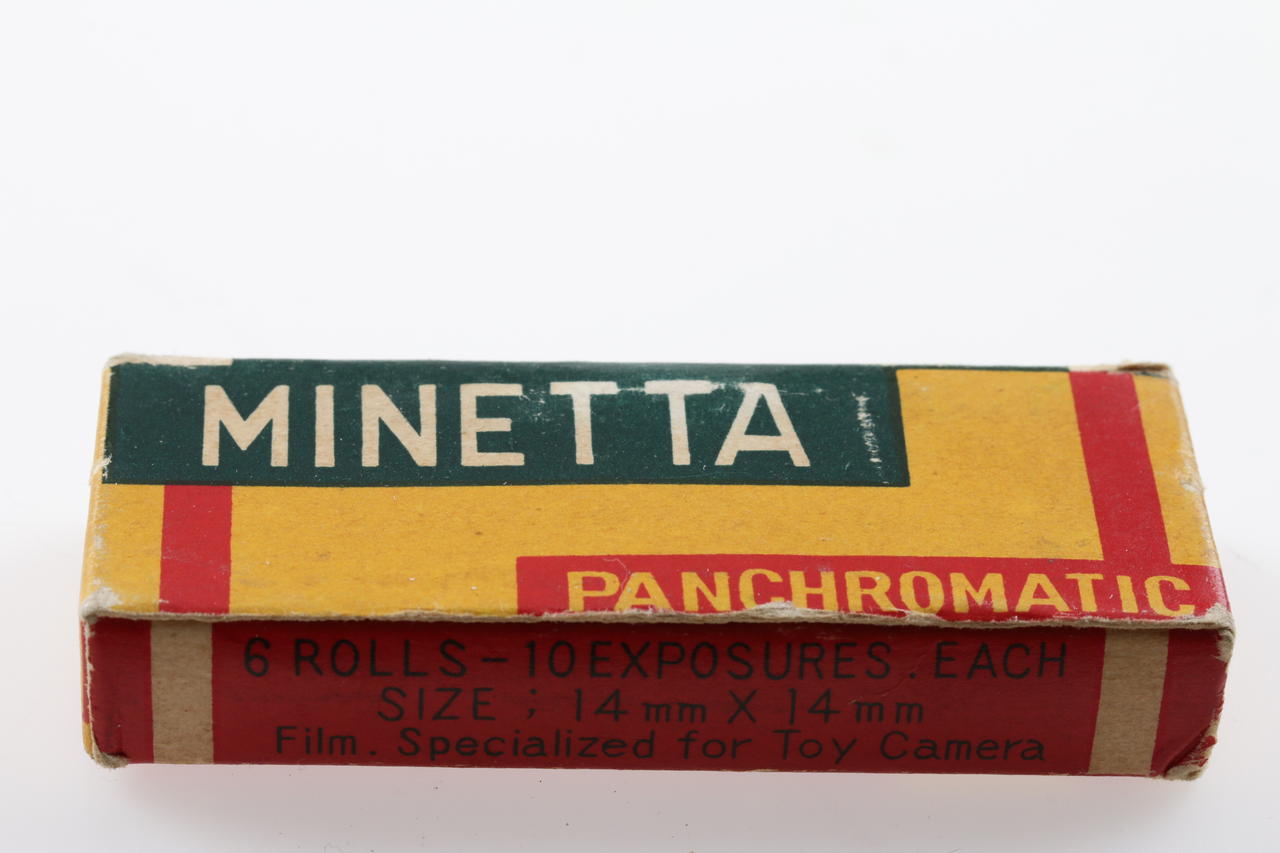 MINETTA
PANCHROMATIC
6 ROLLS – 10 EXPOSURES. EACH
SIZE ; 14 mm X 14 mm
Film. Specialized for Toy Camera